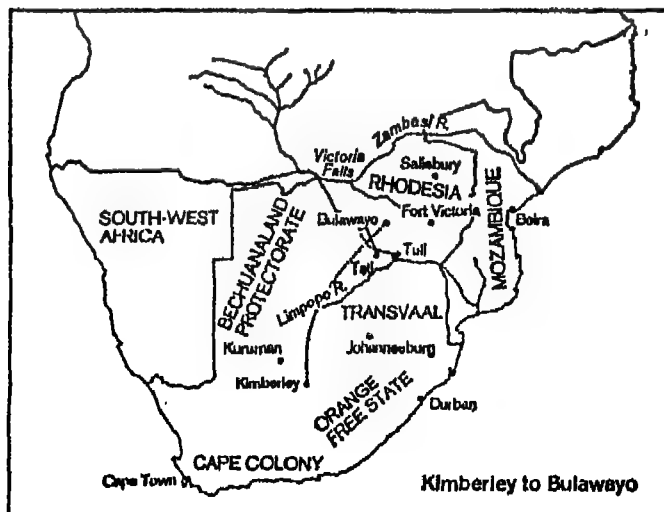 Zambasi R.
Victoria
Falls
Salisbury
RHODESIA
SOUTH-WEST
AFRICA
BECHUANALAND
PROTECTORATE
Bulawayo
Fort Victoria
MOZAMBIQUE
Beira
Tati
Tuli
Limpopo R.
TRANSVAAL
Kuruman
Johannesburg
Kimberley
ORANGE
FREE STATE
Durban
CAPE COLONY
Cape Town
Kimberley to Bulawayo